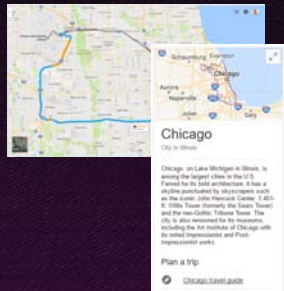 Schaumburg
Evanston
Chicago
Aurora
Naperville
Joliet
Gary
Chicago
City in Illinois
Chicago, on Lake Michigan in Illinois, is
among the largest cities in the U.S.
Famed for its bold architecture, it has a
skyline punctuated by skyscrapers such
as the iconic John Hancock Center, 1,451-
ft. Willis Tower (formerly the Sears Tower)
and the neo-Gothic Tribune Tower. The
city is also renowned for its museums,
including the Art Institute of Chicago with
its noted Impressionist and Post-
Impressionist works.
Plan a trip
Chicago travel guide